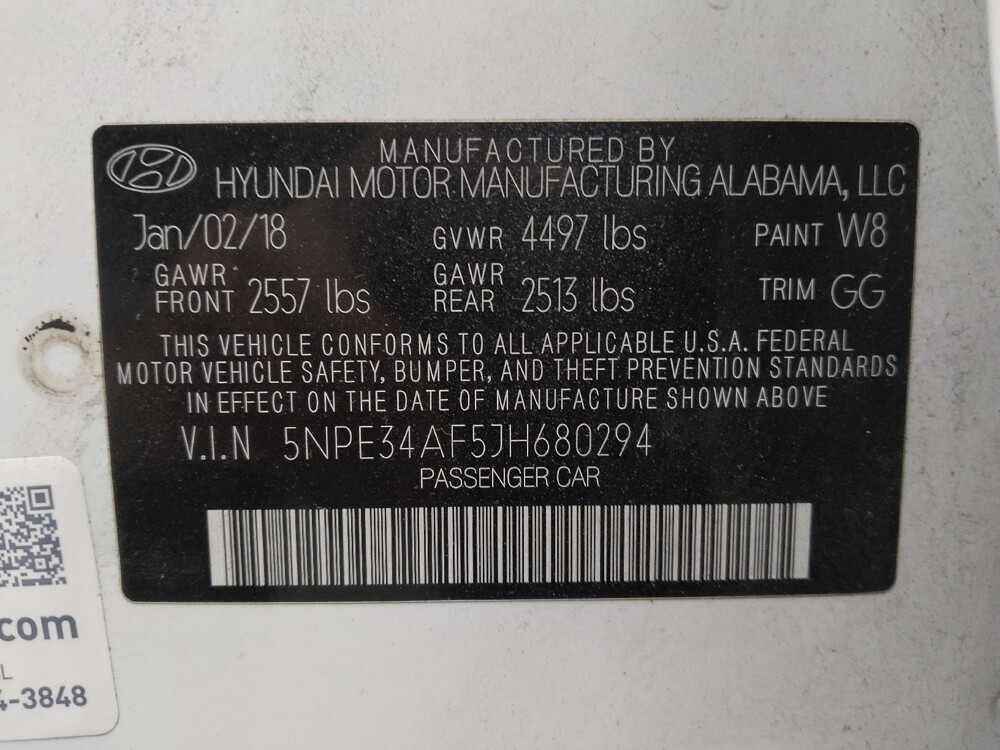 MANUFACTURED BY
HYUNDAI MOTOR MANUFACTURING ALABAMA, LLC
Jan/02/18 GVWR 4497 lbs PAINT W8
GAWR FRONT 2557 lbs GAWR REAR 2513 lbs TRIM GG
THIS VEHICLE CONFORMS TO ALL APPLICABLE U.S.A. FEDERAL
MOTOR VEHICLE SAFETY, BUMPER, AND THEFT PREVENTION STANDARDS
IN EFFECT ON THE DATE OF MANUFACTURE SHOWN ABOVE
V.I.N 5NPE34AF5JH680294
PASSENGER CAR
.com
L
4-3848